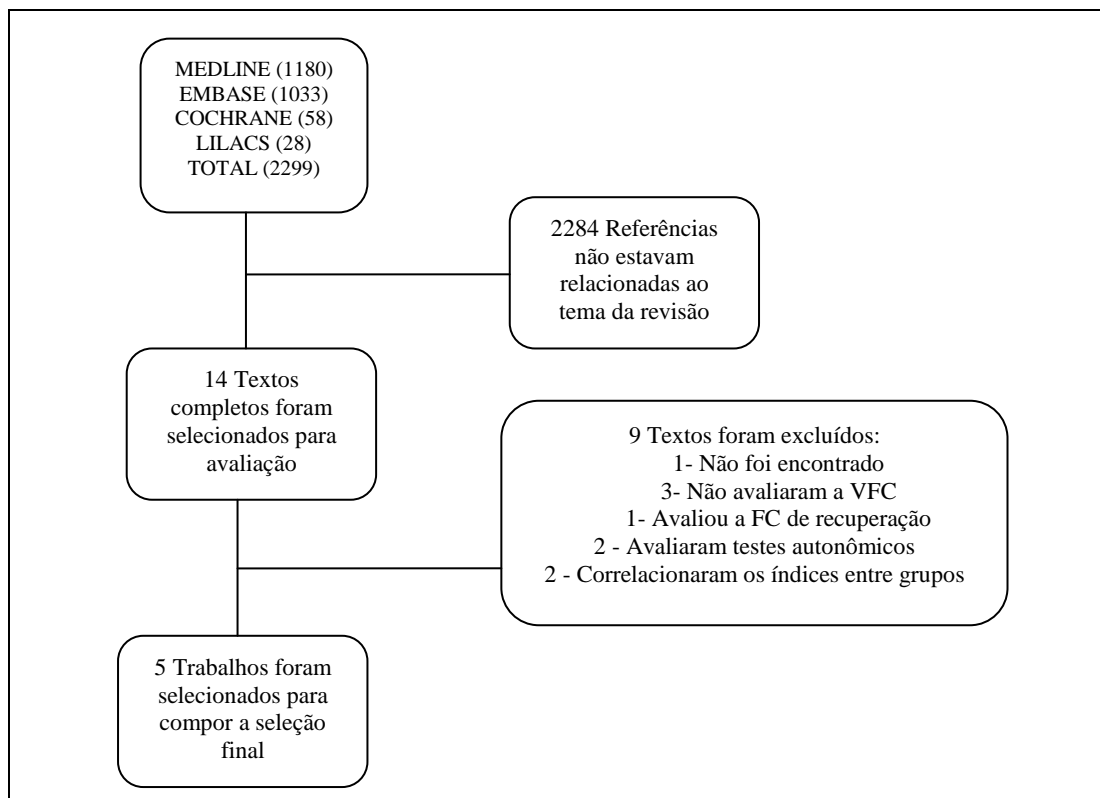 MEDLINE (1180)
EMBASE (1033)
COCHRANE (58)
LILACS (28)
TOTAL (2299)
2284 Referências
não estavam
relacionadas ao
tema da revisão
14 Textos
completos foram
selecionados para
avaliação
9 Textos foram excluídos:
1- Não foi encontrado
3- Não avaliaram a VFC
1- Avaliou a FC de recuperação
2 - Avaliaram testes autonômicos
2 - Correlacionaram os índices entre grupos
5 Trabalhos foram
selecionados para
compor a seleção
final